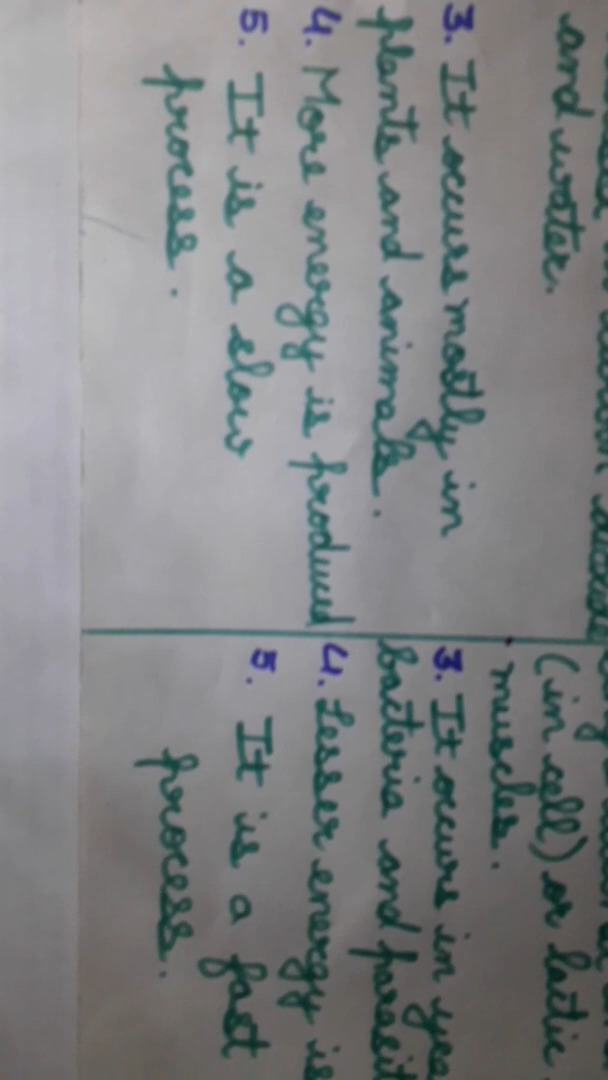 and water.
3. It occurs mostly in
plants and animals.
4. More energy is produced
5. It is a slow
process.
(in cell) or lactic
muscles.
3. It occurs in
bacteria and
4. Lesser energy is
5. It is a fast
process.